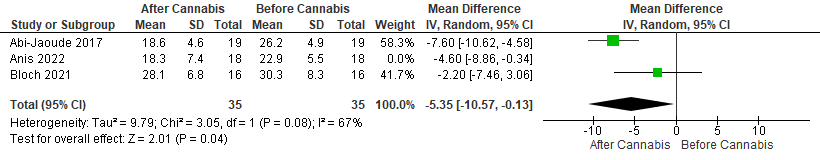 After Cannabis Before Cannabis Mean Difference Mean Difference
Study or Subgroup Mean SD Total Mean SD Total Weight IV, Random, 95% CI IV, Random, 95% CI
Abi-Jaoude 2017 18.6 4.6 19 26.2 4.9 19 58.3% -7.60 [-10.62, -4.58]
Anis 2022 18.3 7.4 18 22.9 5.5 18 0.0% -4.60 [-8.86, -0.34]
Bloch 2021 28.1 6.8 16 30.3 8.3 16 41.7% -2.20 [-7.46, 3.06]
Total (95% CI) 35 35 100.0% -5.35 [-10.57, -0.13]
Heterogeneity: Tau² = 9.79; Chi² = 3.05, df = 1 (P = 0.08); I² = 67%
Test for overall effect: Z = 2.01 (P = 0.04)
-10 -5 0 5 10
After Cannabis Before Cannabis